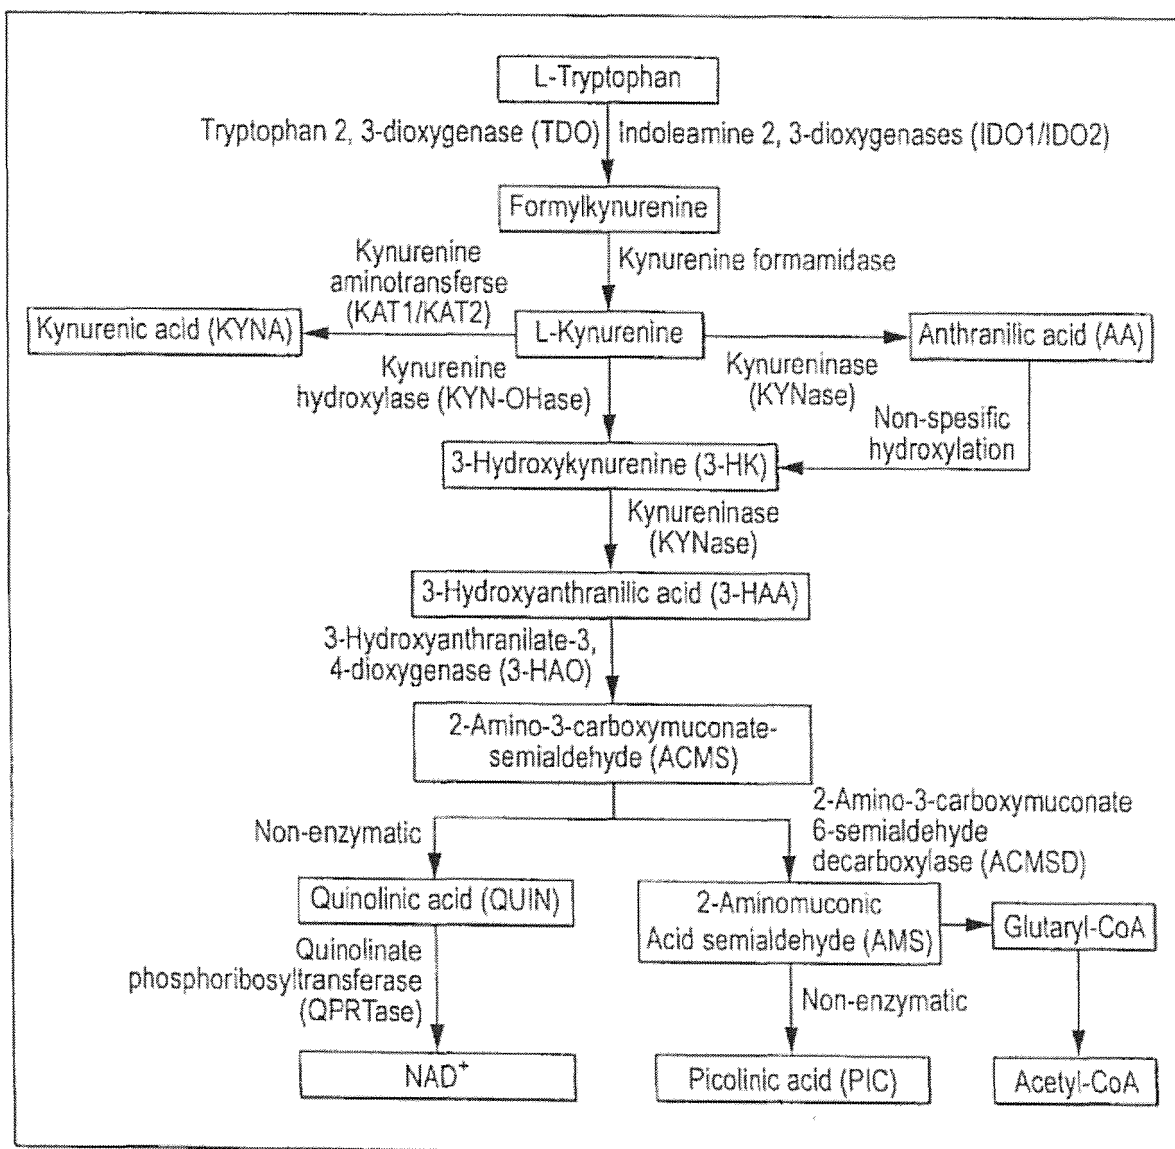 L-Tryptophan
Tryptophan 2, 3-dioxygenase (TDO)
Indoleamine 2, 3-dioxygenases (IDO1/IDO2)
Formylkynurenine
Kynurenine
aminotransferse
(KAT1/KAT2)
Kynurenine formamidase
Kynurenic acid (KYNA)
L-Kynurenine
Anthranilic acid (AA)
Kynurenine
hydroxylase (KYN-OHase)
Kynureninase
(KYNase)
Non-spesific
hydroxylation
3-Hydroxykynurenine (3-HK)
Kynureninase
(KYNase)
3-Hydroxyanthranilic acid (3-HAA)
3-Hydroxyanthranilate-3,
4-dioxygenase (3-HAO)
2-Amino-3-carboxymuconate-
semialdehyde (ACMS)
Non-enzymatic
2-Amino-3-carboxymuconate
6-semialdehyde
decarboxylase (ACMSD)
Quinolinic acid (QUIN)
2-Aminomuconic
Acid semialdehyde (AMS)
Glutaryl-CoA
Quinolinate
phosphoribosyltransferase
(QPRTase)
Non-enzymatic
NAD⁺
Picolinic acid (PIC)
Acetyl-CoA